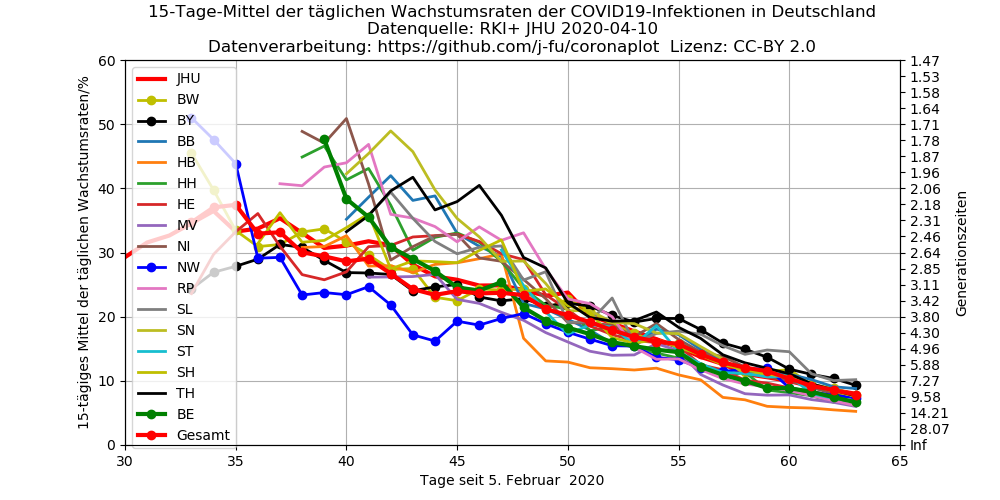 15-Tage-Mittel der täglichen Wachstumsraten der COVID19-Infektionen in Deutschland
Datenquelle: RKI+ JHU 2020-04-10
Datenverarbeitung: https://github.com/j-fu/coronaplot Lizenz: CC-BY 2.0
15-tägiges Mittel der täglichen Wachstumsraten/%
60
50
40
30
20
10
0
JHU
BW
BY
BB
HB
HH
HE
MV
NI
NW
RP
SL
SN
ST
SH
TH
BE
Gesamt
1.47
1.53
1.58
1.64
1.71
1.78
1.87
1.96
2.06
2.18
2.31
2.46
2.64
2.85
3.11
3.42
3.80
4.30
4.96
5.88
7.27
9.58
14.21
28.07
Inf
Generationszeiten
30 35 40 45 50 55 60 65
Tage seit 5. Februar 2020